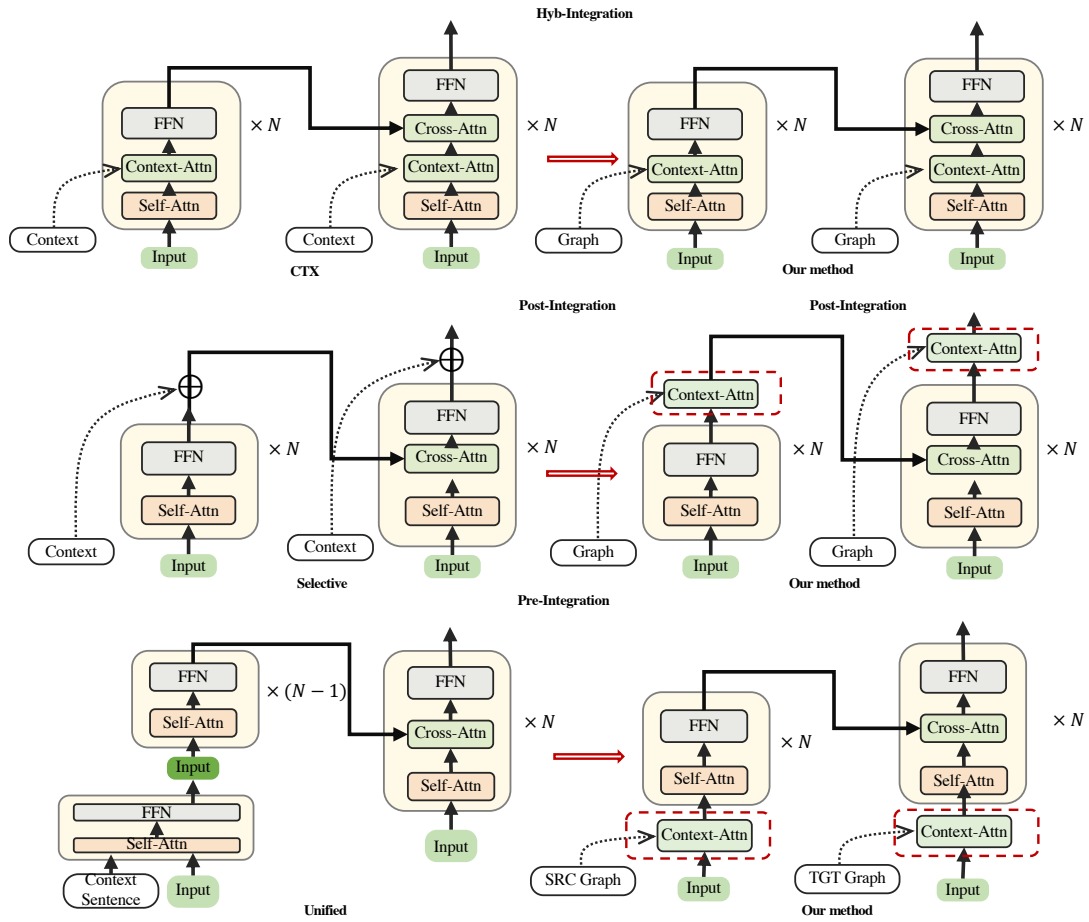 Hyb-Integration
FFN
Context-Attn
Self-Attn
× N
Context
Input
FFN
Cross-Attn
Context-Attn
Self-Attn
× N
Context
Input
CTX
FFN
Context-Attn
Self-Attn
× N
Graph
Input
FFN
Cross-Attn
Context-Attn
Self-Attn
× N
Graph
Input
Our method
Post-Integration
Post-Integration
FFN
Self-Attn
× N
Context
Input
FFN
Cross-Attn
Self-Attn
× N
Context
Input
Selective
Context-Attn
FFN
Self-Attn
× N
Graph
Input
Context-Attn
FFN
Cross-Attn
Self-Attn
× N
Graph
Input
Our method
Pre-Integration
FFN
Self-Attn
× (N − 1)
Input
FFN
Self-Attn
Context
Sentence
Input
FFN
Cross-Attn
Self-Attn
× N
Input
Unified
FFN
Self-Attn
× N
Context-Attn
SRC Graph
Input
FFN
Cross-Attn
Self-Attn
× N
Context-Attn
TGT Graph
Input
Our method